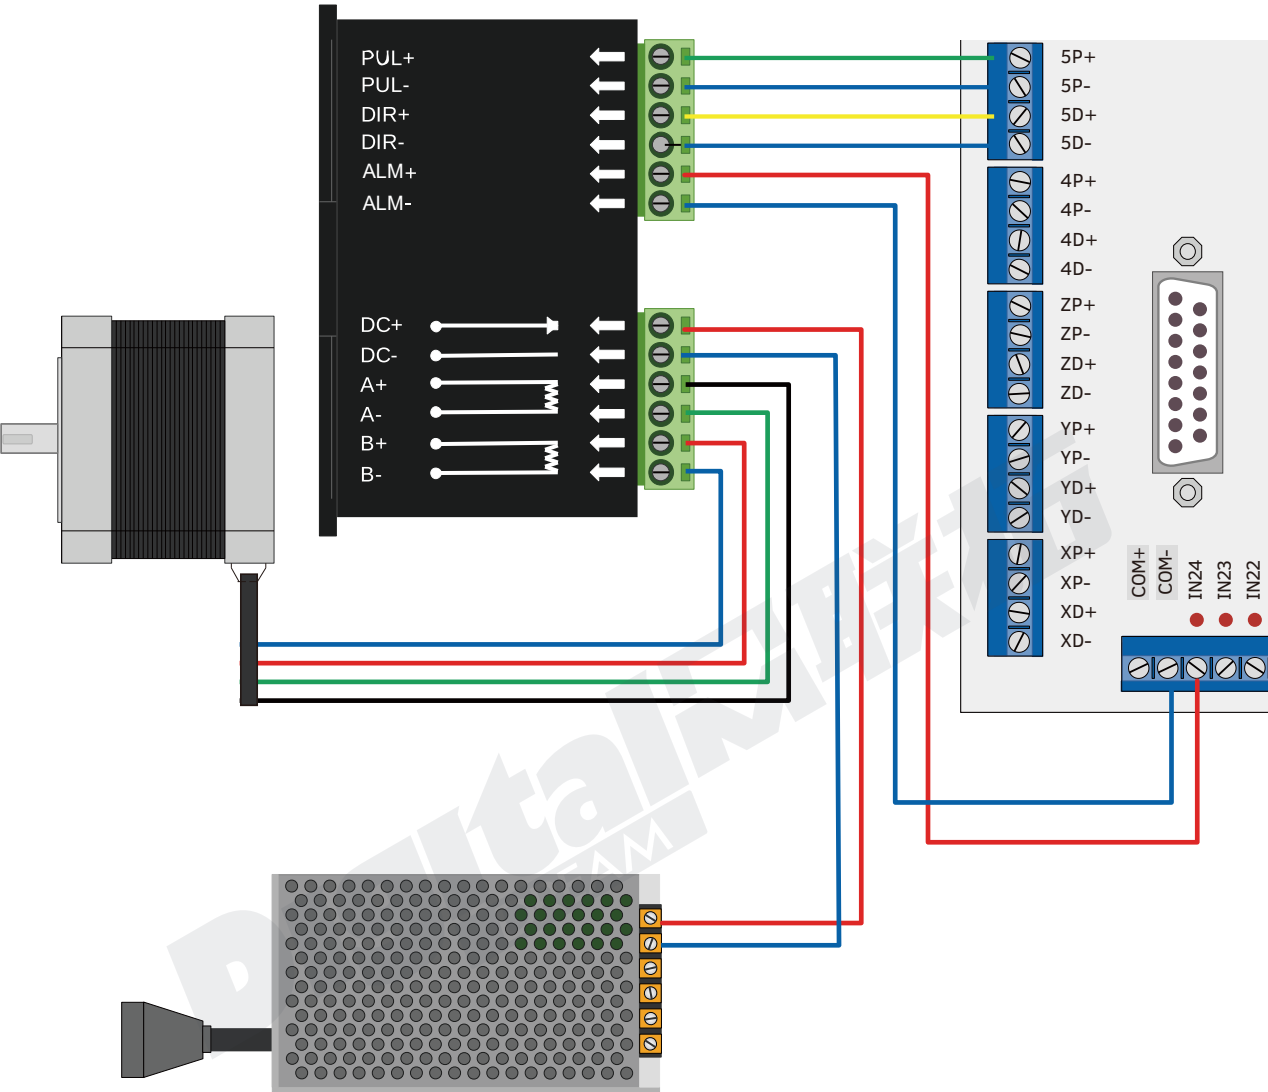 PUL+
PUL-
DIR+
DIR-
ALM+
ALM-
DC+
DC-
A+
A-
B+
B-
5P+
5P-
5D+
5D-
4P+
4P-
4D+
4D-
ZP+
ZP-
ZD+
ZD-
YP+
YP-
YD+
YD-
XP+
XP-
XD+
XD-
COM+
COM-
IN24
IN23
IN22